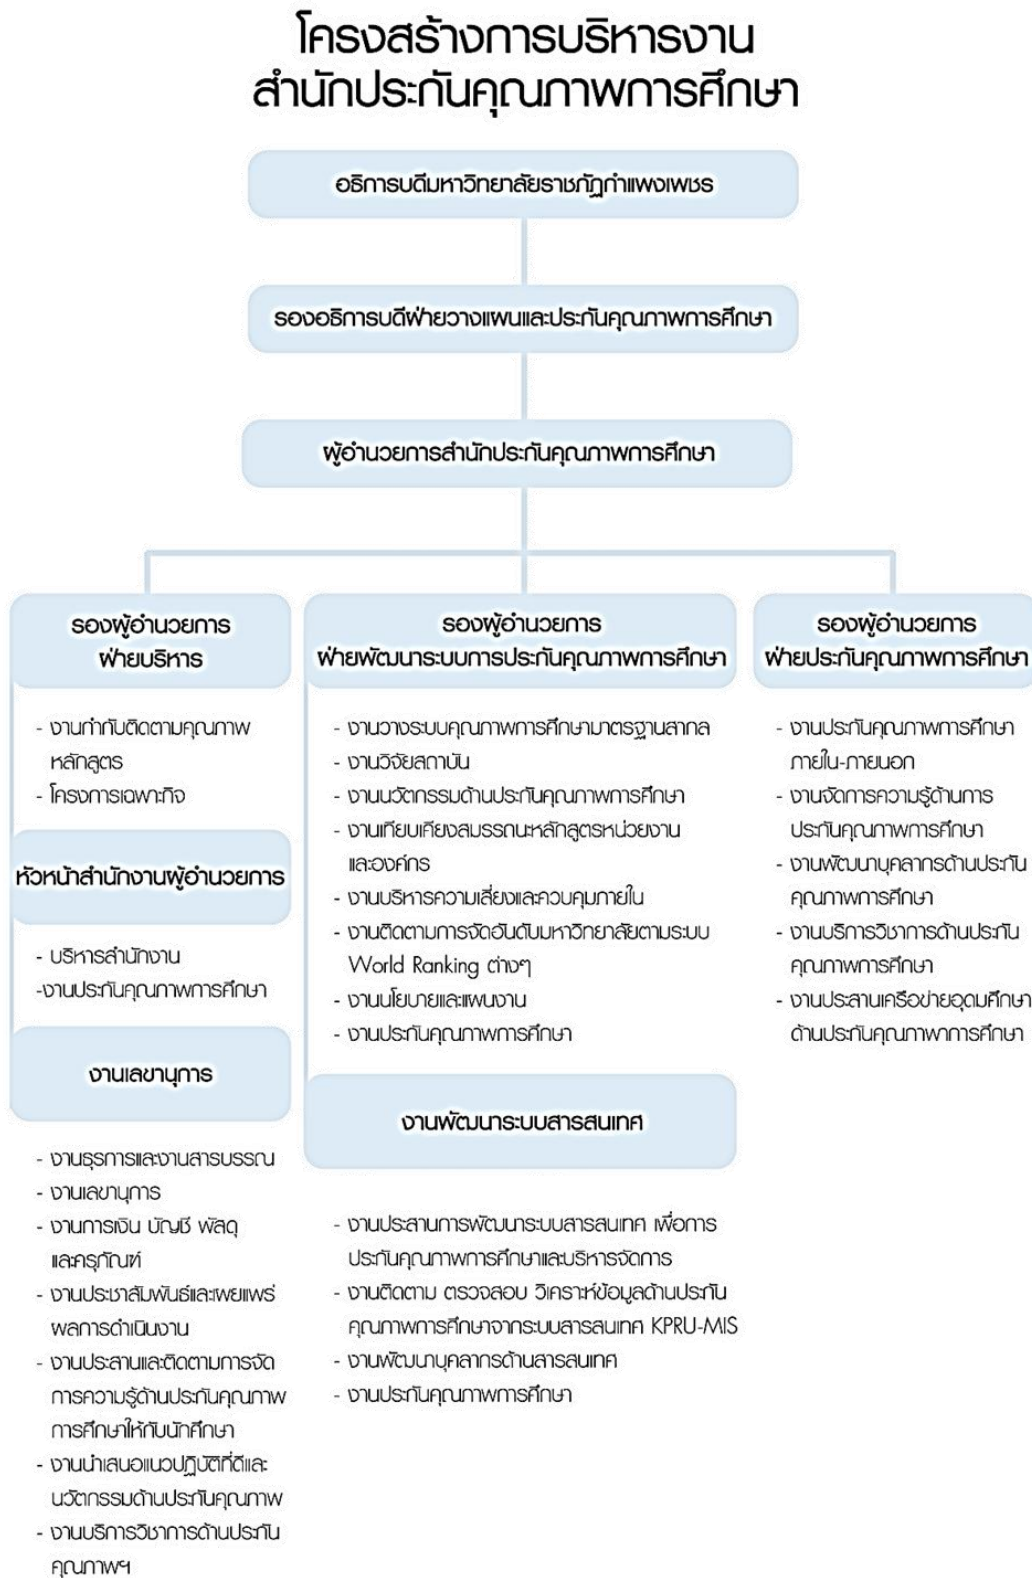 โครงสร้างการบริหารงาน
สำนักประกันคุณภาพการศึกษา
อธิการบดีมหาวิทยาลัยราชภัฏกำแพงเพชร
รองอธิการบดีฝ่ายวางแผนและประกันคุณภาพการศึกษา
ผู้อำนวยการสำนักประกันคุณภาพการศึกษา
รองผู้อำนวยการ
ฝ่ายบริหาร
- งานกำกับติดตามคุณภาพ
หลักสูตร
- โครงการเฉพาะกิจ
หัวหน้าสำนักงานผู้อำนวยการ
- บริหารสำนักงาน
-งานประกันคุณภาพการศึกษา
งานเลขานุการ
- งานธุรการและงานสารบรรณ
- งานเลขานุการ
- งานการเงิน บัญชี พัสดุ
และครุภัณฑ์
- งานประชาสัมพันธ์และเผยแพร่
ผลการดำเนินงาน
- งานประสานและติดตามการจัด
การความรู้ด้านประกันคุณภาพ
การศึกษาให้กับนักศึกษา
- งานนำเสนอแนวปฏิบัติที่ดีและ
นวัตกรรมด้านประกันคุณภาพ
- งานบริการวิชาการด้านประกัน
คุณภาพฯ
รองผู้อำนวยการ
ฝ่ายพัฒนาระบบการประกันคุณภาพการศึกษา
- งานวางระบบคุณภาพการศึกษามาตรฐานสากล
- งานวิจัยสถาบัน
- งานนวัตกรรมด้านประกันคุณภาพการศึกษา
- งานเทียบเคียงสมรรถนะหลักสูตรหน่วยงาน
และองค์กร
- งานบริหารความเสี่ยงและควบคุมภายใน
- งานติดตามการจัดอันดับมหาวิทยาลัยตามระบบ
World Ranking ต่างๆ
- งานนโยบายและแผนงาน
- งานประกันคุณภาพการศึกษา
งานพัฒนาระบบสารสนเทศ
- งานประสานการพัฒนาระบบสารสนเทศ เพื่อการ
ประกันคุณภาพการศึกษาและบริหารจัดการ
- งานติดตาม ตรวจสอบ วิเคราะห์ข้อมูลด้านประกัน
คุณภาพการศึกษาจากระบบสารสนเทศ KPRU-MIS
- งานพัฒนาบุคลากรด้านสารสนเทศ
- งานประกันคุณภาพการศึกษา
รองผู้อำนวยการ
ฝ่ายประกันคุณภาพการศึกษา
- งานประกันคุณภาพการศึกษา
ภายใน-ภายนอก
- งานจัดการความรู้ด้านการ
ประกันคุณภาพการศึกษา
- งานพัฒนาบุคลากรด้านประกัน
คุณภาพการศึกษา
- งานบริการวิชาการด้านประกัน
คุณภาพการศึกษา
- งานประสานเครือข่ายอุดมศึกษา
ด้านประกันคุณภาพาการศึกษา